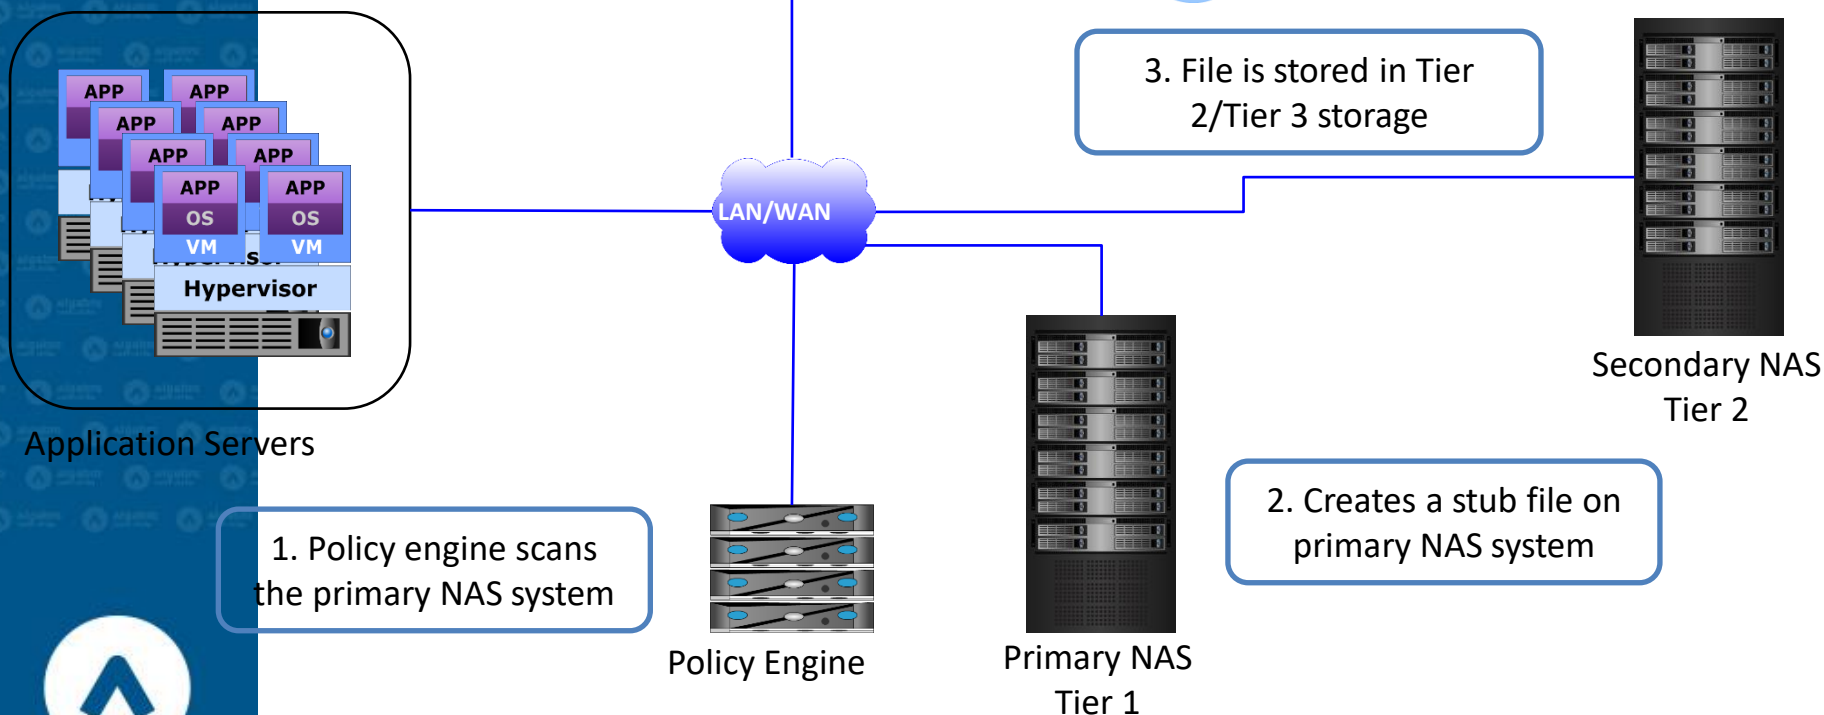 3. File is stored in Tier
2/Tier 3 storage
APP
APP
APP
APP
APP
APP
APP
APP
OS
OS
VM
VM
Hypervisor
LAN/WAN
Secondary NAS
Tier 2
Application Servers
1. Policy engine scans
the primary NAS system
2. Creates a stub file on
primary NAS system
Policy Engine
Primary NAS
Tier 1